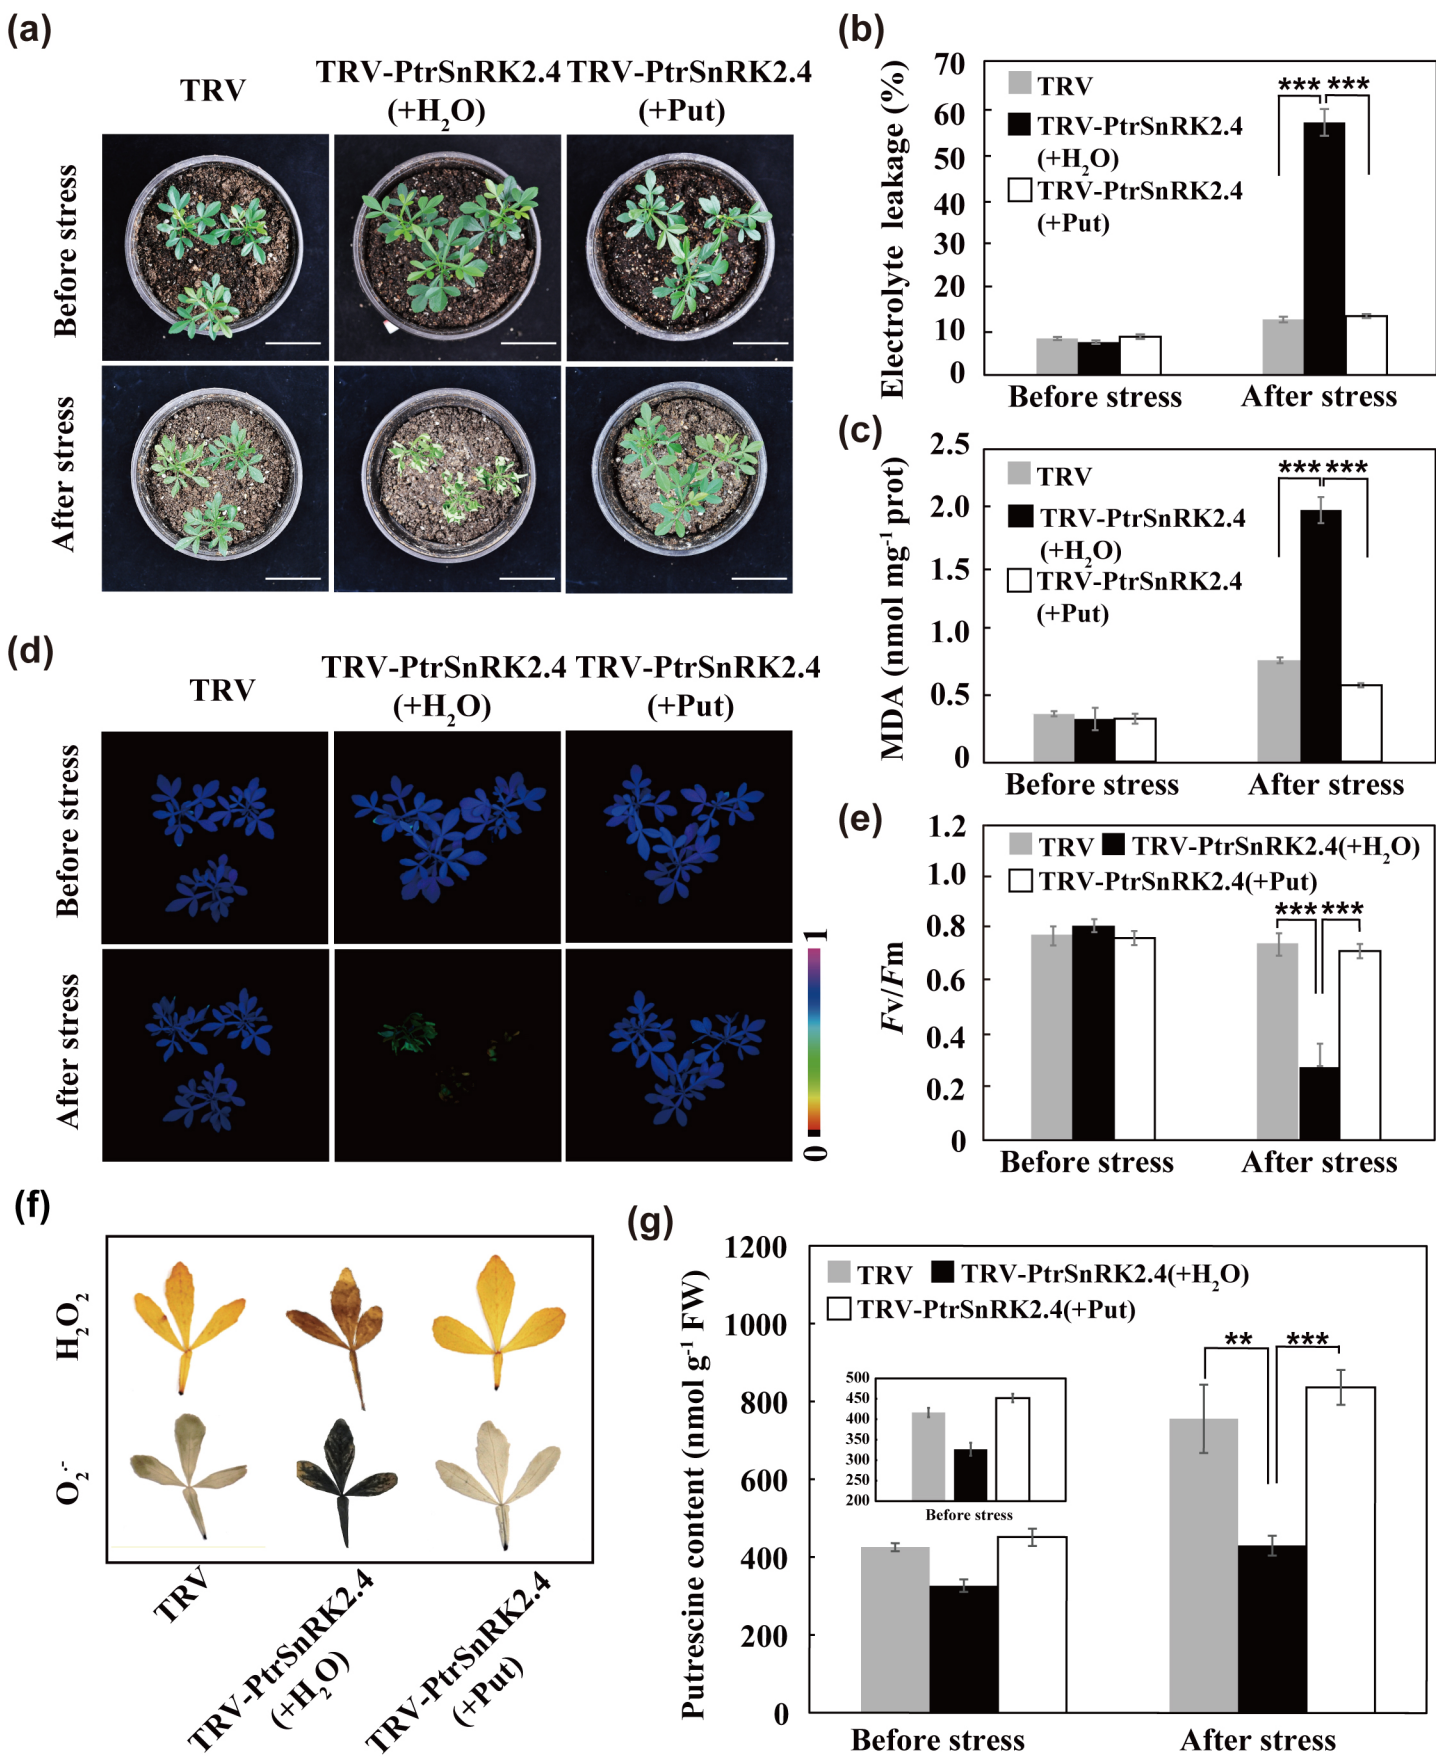 (a)
TRV
TRV-PtrSnRK2.4
(+H₂O)
TRV-PtrSnRK2.4
(+Put)
Before stress
After stress
(b)
Electrolyte leakage (%)
70
60
50
40
30
20
10
0
TRV
TRV-PtrSnRK2.4
(+H₂O)
TRV-PtrSnRK2.4
(+Put)
*** ***
Before stress
After stress
(c)
MDA (nmol mg⁻¹ prot)
2.5
2.0
1.5
1.0
0.5
0
TRV
TRV-PtrSnRK2.4
(+H₂O)
TRV-PtrSnRK2.4
(+Put)
*** ***
Before stress
After stress
(d)
TRV
TRV-PtrSnRK2.4
(+H₂O)
TRV-PtrSnRK2.4
(+Put)
Before stress
After stress
1
0
(e)
Fv/Fm
1.2
1.0
0.8
0.6
0.4
0.2
0
TRV
TRV-PtrSnRK2.4(+H₂O)
TRV-PtrSnRK2.4(+Put)
*** ***
Before stress
After stress
(f)
H₂O₂
O₂·⁻
TRV
TRV-PtrSnRK2.4
(+H₂O)
TRV-PtrSnRK2.4
(+Put)
(g)
Putrescine content (nmol g⁻¹ FW)
1200
1000
800
600
400
200
0
TRV
TRV-PtrSnRK2.4(+H₂O)
TRV-PtrSnRK2.4(+Put)
500
450
400
350
300
250
200
Before stress
** ***
Before stress
After stress